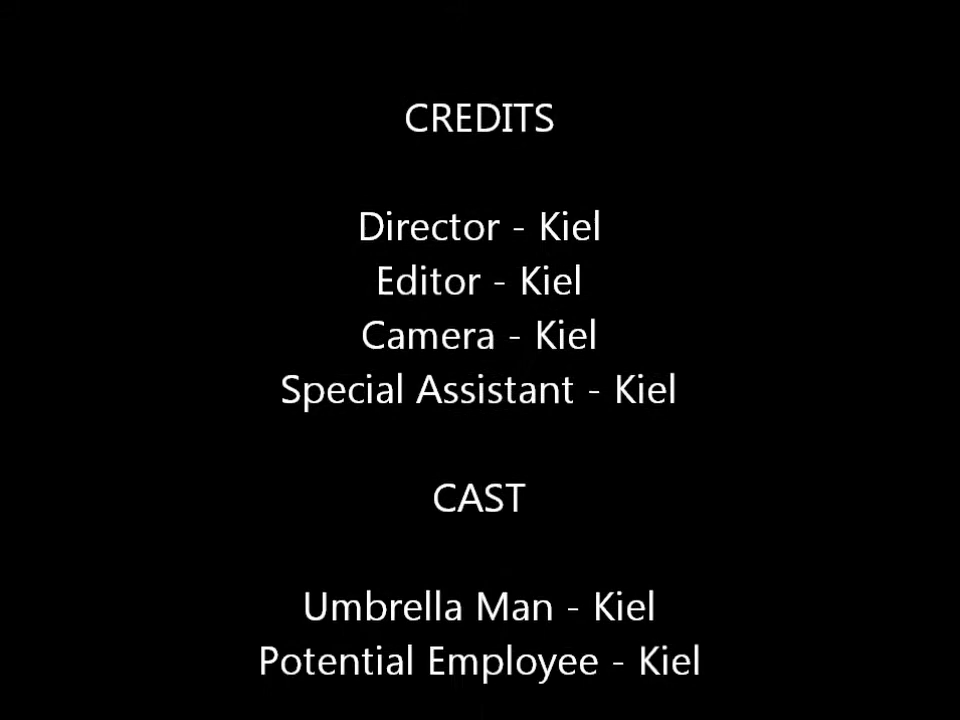 CREDITS
Director - Kiel
Editor - Kiel
Camera - Kiel
Special Assistant - Kiel
CAST
Umbrella Man - Kiel
Potential Employee - Kiel